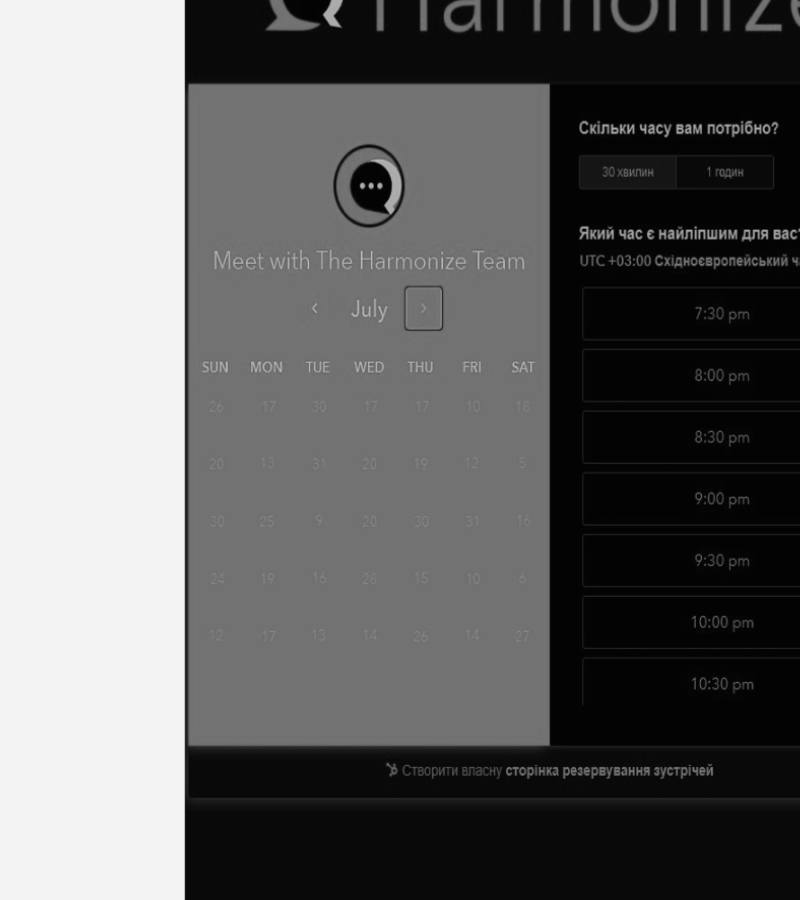 Harmonize
Скільки часу вам потрібно?
30 хвилин 1 годин
Який час є найліпшим для вас?
UTC +03:00 Східноєвропейський
Meet with The Harmonize Team
‹ July ›
SUN MON TUE WED THU FRI SAT
26 17 30 17 17 10 18
20 13 31 20 19 12 5
30 25 9 20 30 31 16
24 19 16 28 15 10 6
12 17 13 14 26 14 27
7:30 pm
8:00 pm
8:30 pm
9:00 pm
9:30 pm
10:00 pm
10:30 pm
Створити власну сторінка резервування зустрічей